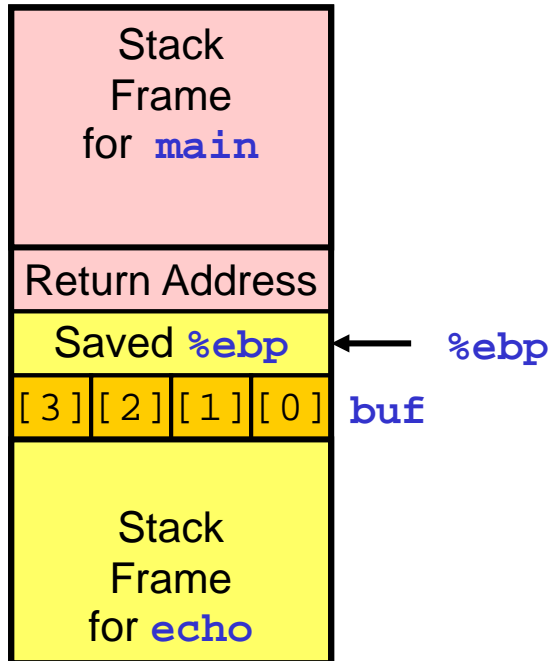 Stack
Frame
for main
Return Address
Saved %ebp
%ebp
[3] [2] [1] [0]
buf
Stack
Frame
for echo